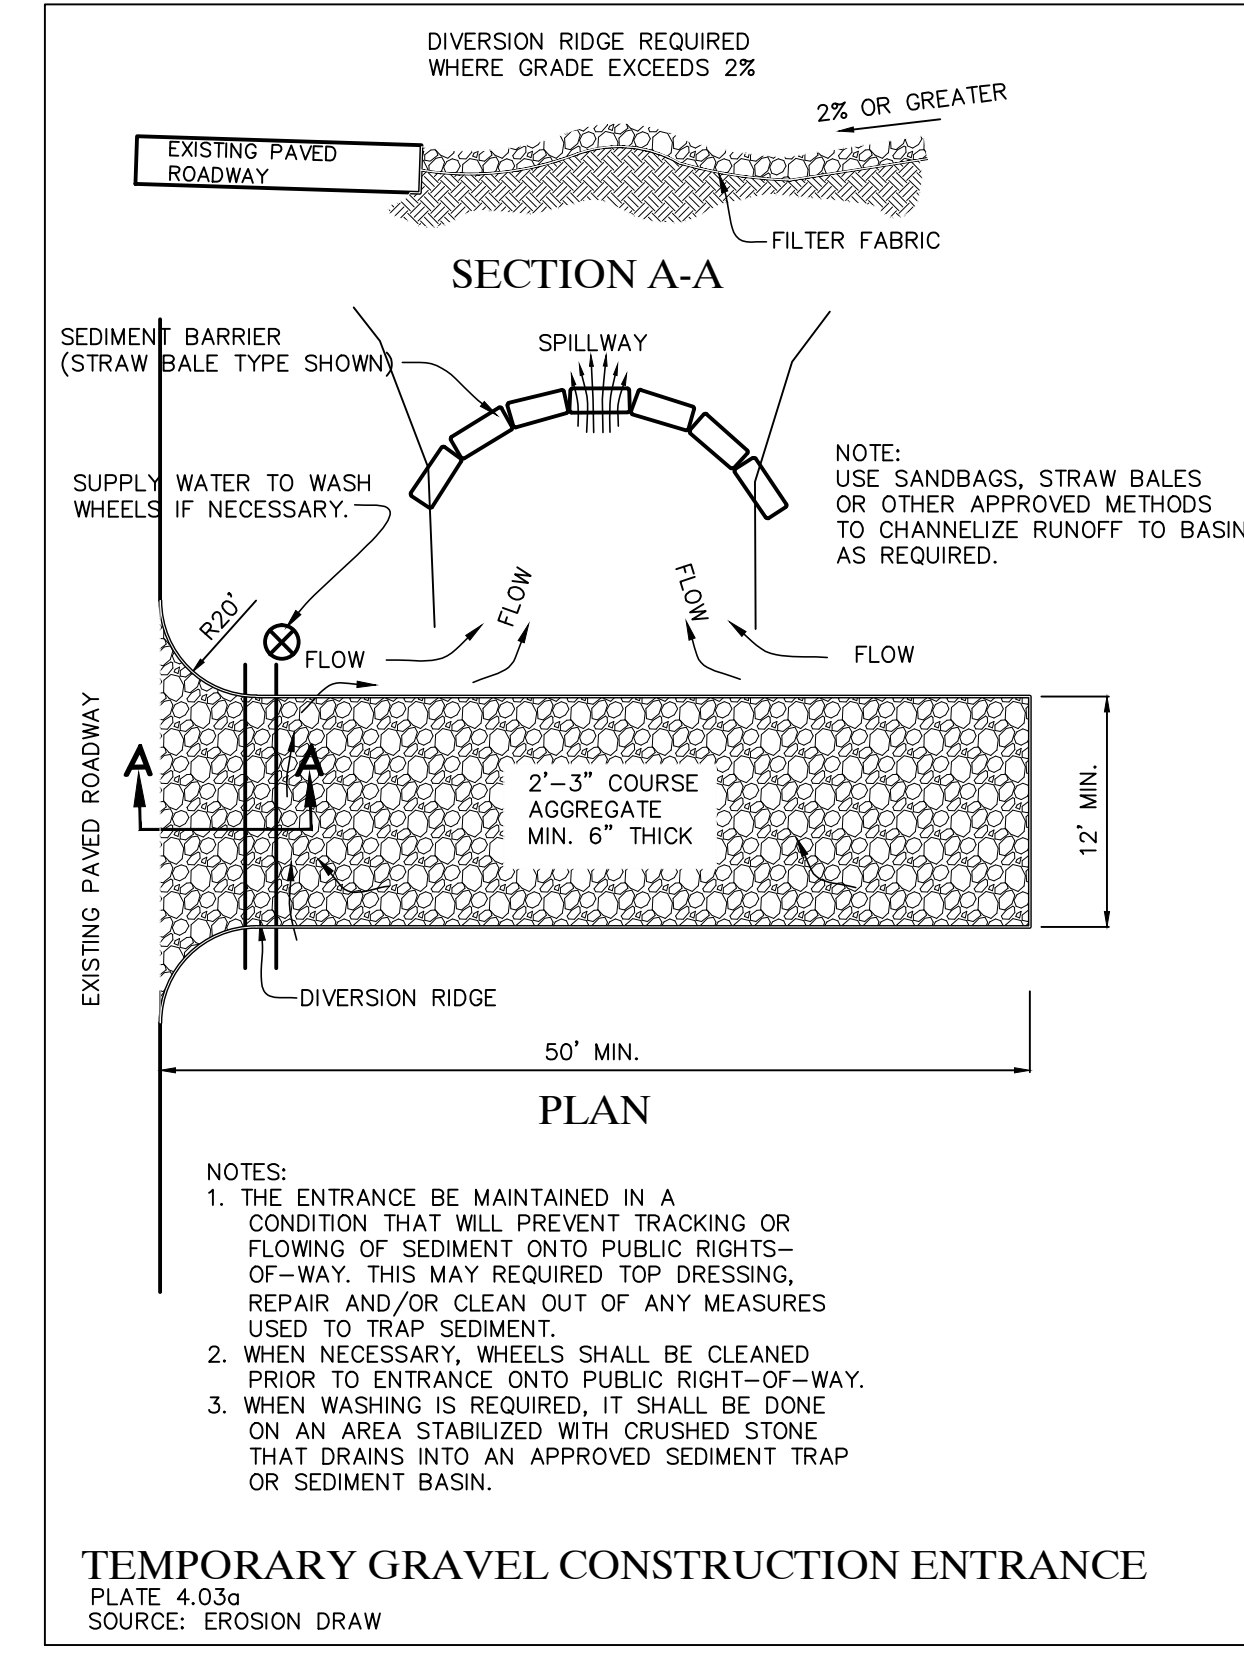 DIVERSION RIDGE REQUIRED
WHERE GRADE EXCEEDS 2%
2% OR GREATER
EXISTING PAVED
ROADWAY
FILTER FABRIC
SECTION A-A
SEDIMENT BARRIER
(STRAW BALE TYPE SHOWN)
SPILLWAY
SUPPLY WATER TO WASH
WHEELS IF NECESSARY.
NOTE:
USE SANDBAGS, STRAW BALES
OR OTHER APPROVED METHODS
TO CHANNELIZE RUNOFF TO BASIN
AS REQUIRED.
R20'
FLOW
FLOW
FLOW
FLOW
EXISTING PAVED ROADWAY
A
A
2'-3" COURSE
AGGREGATE
MIN. 6" THICK
12' MIN.
DIVERSION RIDGE
50' MIN.
PLAN
NOTES:
1. THE ENTRANCE BE MAINTAINED IN A
CONDITION THAT WILL PREVENT TRACKING OR
FLOWING OF SEDIMENT ONTO PUBLIC RIGHTS-
OF-WAY. THIS MAY REQUIRED TOP DRESSING,
REPAIR AND/OR CLEAN OUT OF ANY MEASURES
USED TO TRAP SEDIMENT.
2. WHEN NECESSARY, WHEELS SHALL BE CLEANED
PRIOR TO ENTRANCE ONTO PUBLIC RIGHT-OF-WAY.
3. WHEN WASHING IS REQUIRED, IT SHALL BE DONE
ON AN AREA STABILIZED WITH CRUSHED STONE
THAT DRAINS INTO AN APPROVED SEDIMENT TRAP
OR SEDIMENT BASIN.
TEMPORARY GRAVEL CONSTRUCTION ENTRANCE
PLATE 4.03a
SOURCE: EROSION DRAW